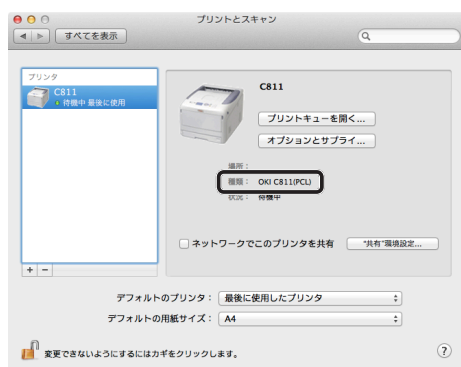 プリントとスキャン
すべてを表示
プリンタ
C811
待機中 最後に使用
C811
プリントキューを開く...
オプションとサプライ...
場所：
種類： OKI C811(PCL)
状況： 待機中
ネットワークでこのプリンタを共有
"共有"環境設定...
+ −
デフォルトのプリンタ： 最後に使用したプリンタ
デフォルトの用紙サイズ： A4
変更できないようにするにはカギをクリックします。
?